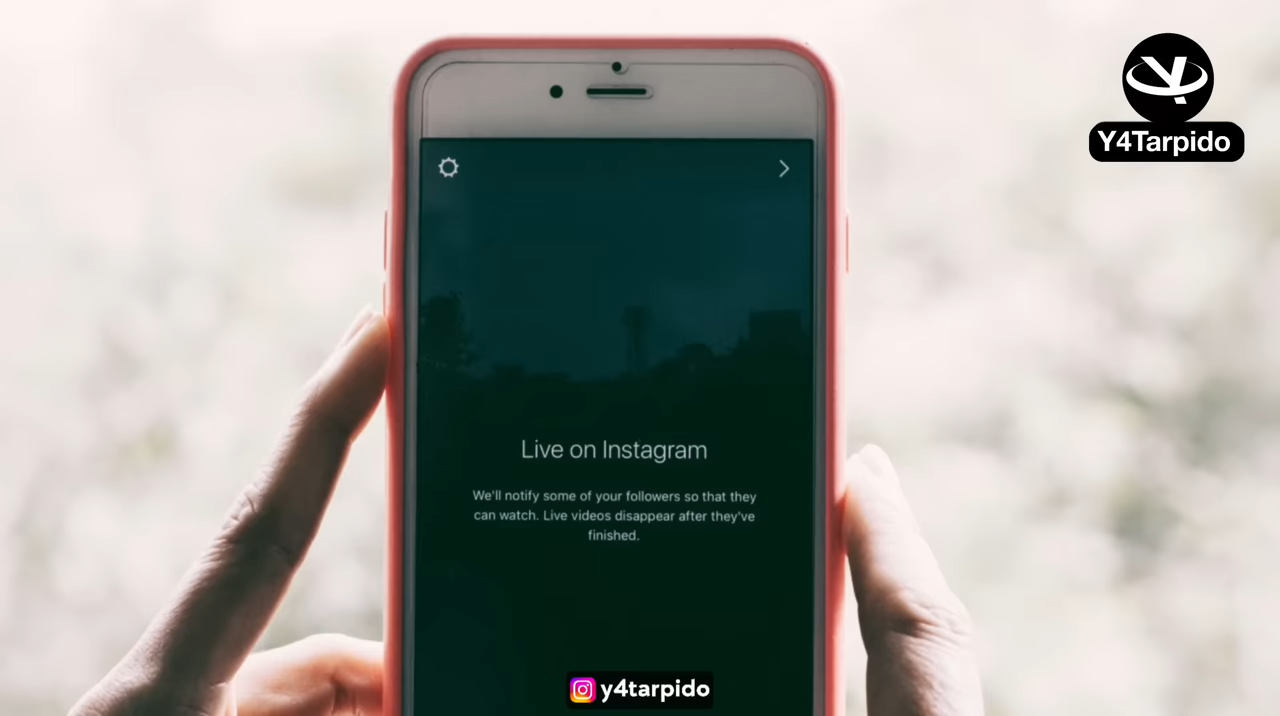 Y4Tarpido
Live on Instagram
We'll notify some of your followers so that they
can watch. Live videos disappear after they've
finished.
y4tarpido